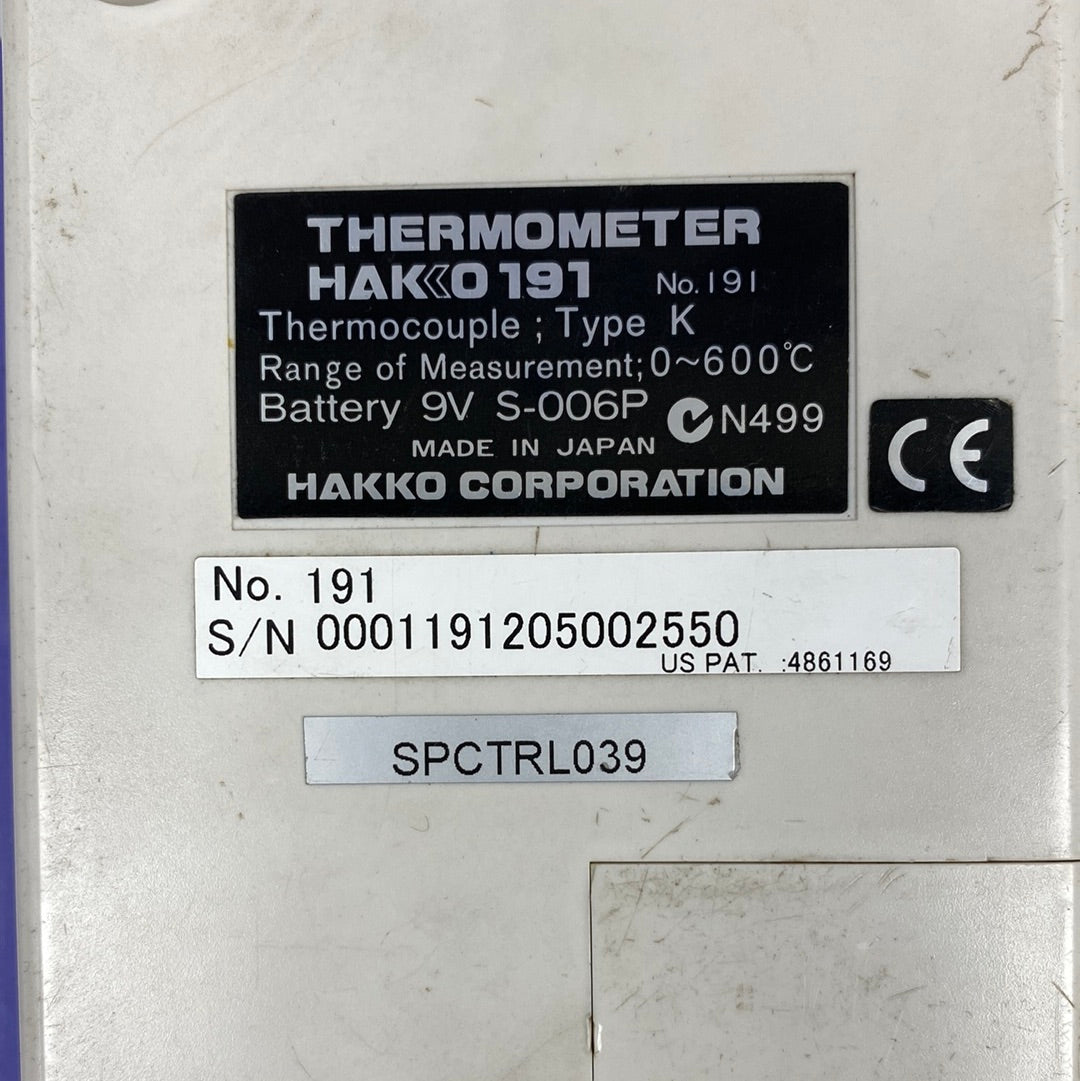 THERMOMETER
HAKKO 191 No.191
Thermocouple ; Type K
Range of Measurement;0~600℃
Battery 9V S-006P N499
MADE IN JAPAN
HAKKO CORPORATION
CE
No. 191
S/N 0001191205002550
US PAT. :4861169
SPCTRL039